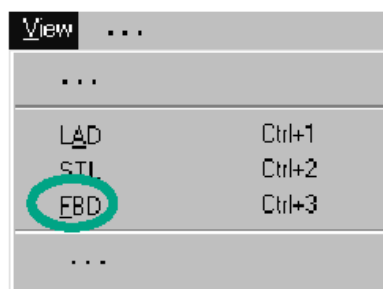 View ...
...
LAD Ctrl+1
STL Ctrl+2
FBD Ctrl+3
...